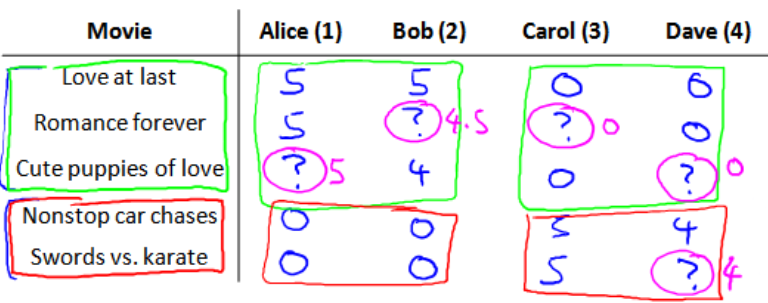 Movie Alice (1) Bob (2) Carol (3) Dave (4)
Love at last 5 5 0 0
Romance forever 5 ? 4.5 ? 0 0
Cute puppies of love ? 5 4 0 ? 0
Nonstop car chases 0 0 5 4
Swords vs. karate 0 0 5 ? 4